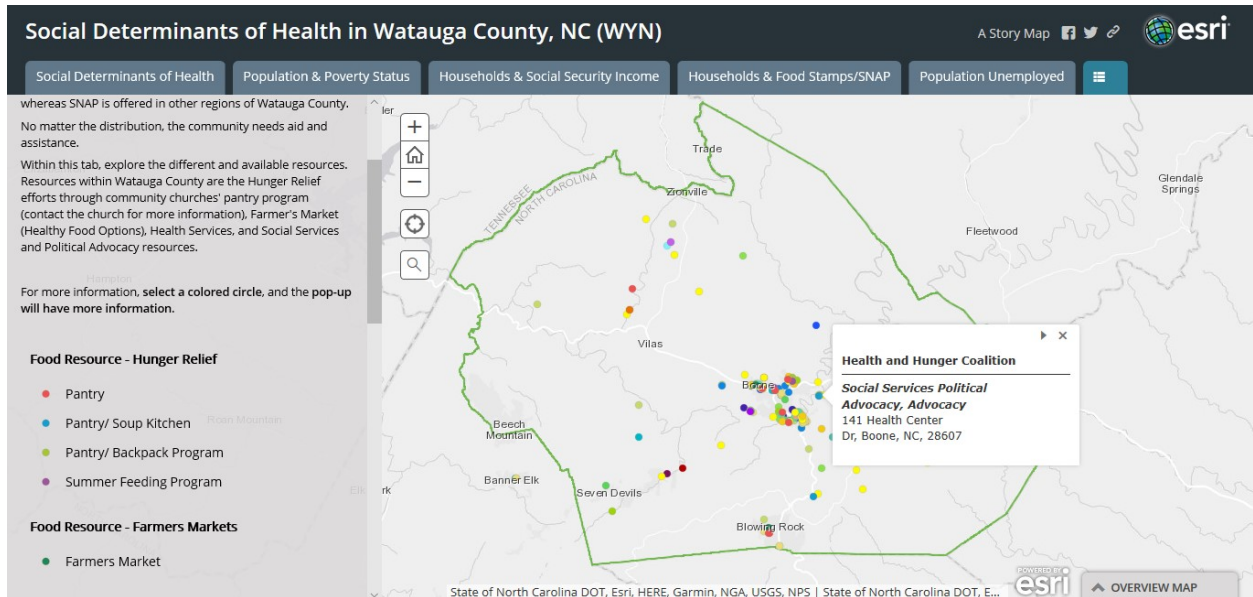 Social Determinants of Health in Watauga County, NC (WYN)
A Story Map
esri
Social Determinants of Health
Population & Poverty Status
Households & Social Security Income
Households & Food Stamps/SNAP
Population Unemployed
whereas SNAP is offered in other regions of Watauga County.
No matter the distribution, the community needs aid and
assistance.
Within this tab, explore the different and available resources.
Resources within Watauga County are the Hunger Relief
efforts through community churches' pantry program
(contact the church for more information), Farmer's Market
(Healthy Food Options), Health Services, and Social Services
and Political Advocacy resources.
Hampton
For more information, select a colored circle, and the pop-up
will have more information.
Food Resource - Hunger Relief
Pantry
Pantry/ Soup Kitchen
Roan Mountain
Pantry/ Backpack Program
Summer Feeding Program
Food Resource - Farmers Markets
Farmers Market
ler
Trade
Zionville
TENNESSEE
NORTH CAROLINA
Glendale
Springs
Fleetwood
Vilas
Boone
Beech
Mountain
Banner Elk
Seven Devils
Blowing Rock
Health and Hunger Coalition
Social Services Political
Advocacy, Advocacy
141 Health Center
Dr, Boone, NC, 28607
State of North Carolina DOT, Esri, HERE, Garmin, NGA, USGS, NPS | State of North Carolina DOT, E...
POWERED BY
esri
OVERVIEW MAP